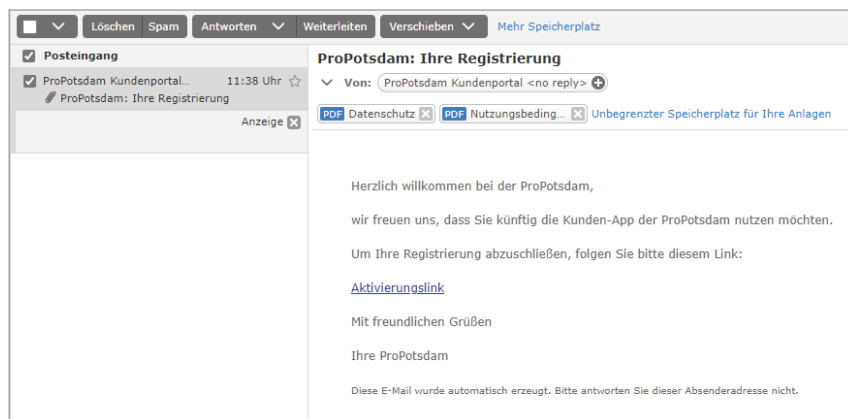 Löschen Spam Antworten Weiterleiten Verschieben Mehr Speicherplatz
Posteingang
ProPotsdam Kundenportal... 11:38 Uhr
ProPotsdam: Ihre Registrierung
Anzeige
ProPotsdam: Ihre Registrierung
Von: ProPotsdam Kundenportal <no reply>
PDF Datenschutz PDF Nutzungsbeding... Unbegrenzter Speicherplatz für Ihre Anlagen
Herzlich willkommen bei der ProPotsdam,
wir freuen uns, dass Sie künftig die Kunden-App der ProPotsdam nutzen möchten.
Um Ihre Registrierung abzuschließen, folgen Sie bitte diesem Link:
Aktivierungslink
Mit freundlichen Grüßen
Ihre ProPotsdam
Diese E-Mail wurde automatisch erzeugt. Bitte antworten Sie dieser Absenderadresse nicht.